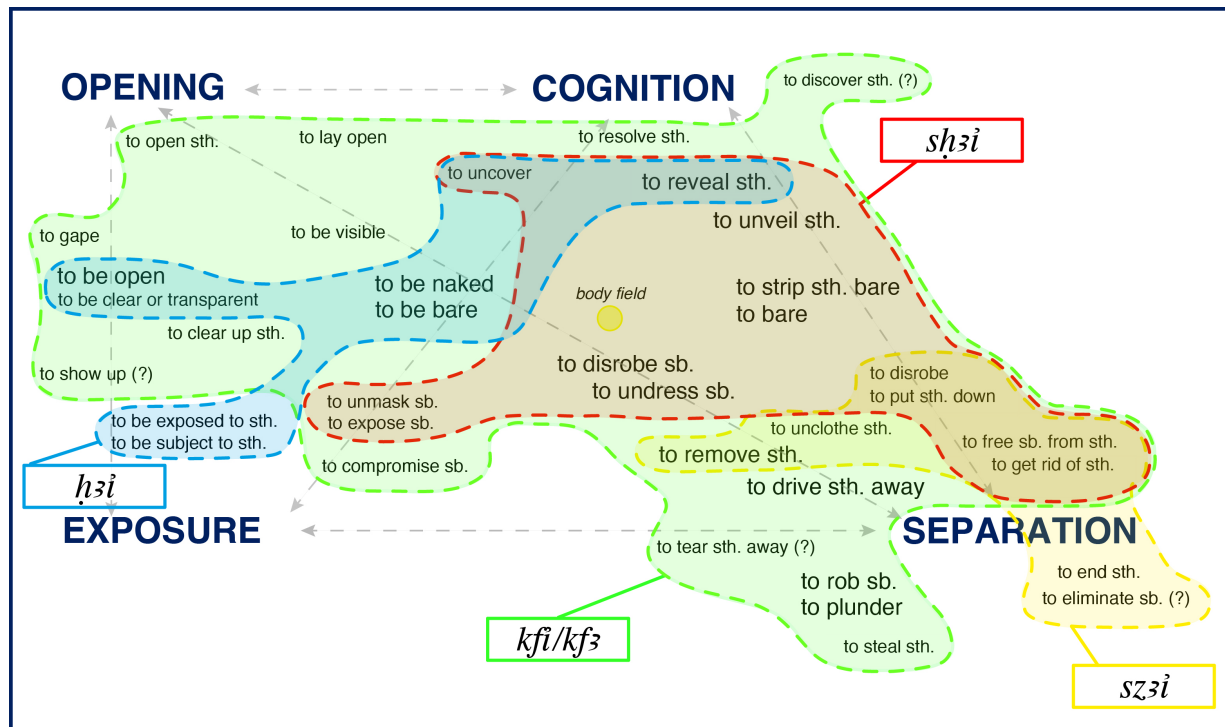 to discover sth. (?)
OPENING
COGNITION
to open sth.
to lay open
to resolve sth.
sḥꜣỉ
to uncover
to reveal sth.
to unveil sth.
to gape
to be visible
to be open
to be clear or transparent
to be naked
to be bare
body field
to strip sth. bare
to bare
to clear up sth.
to show up (?)
to disrobe sb.
to undress sb.
to disrobe
to put sth. down
to unmask sb.
to expose sb.
to be exposed to sth.
to be subject to sth.
to unclothe sth.
to free sb. from sth.
to get rid of sth.
to compromise sb.
to remove sth.
to drive sth. away
ḥꜣỉ
EXPOSURE
SEPARATION
to tear sth. away (?)
to rob sb.
to plunder
to end sth.
to eliminate sb. (?)
kfỉ/kfꜣ
to steal sth.
szꜣỉ